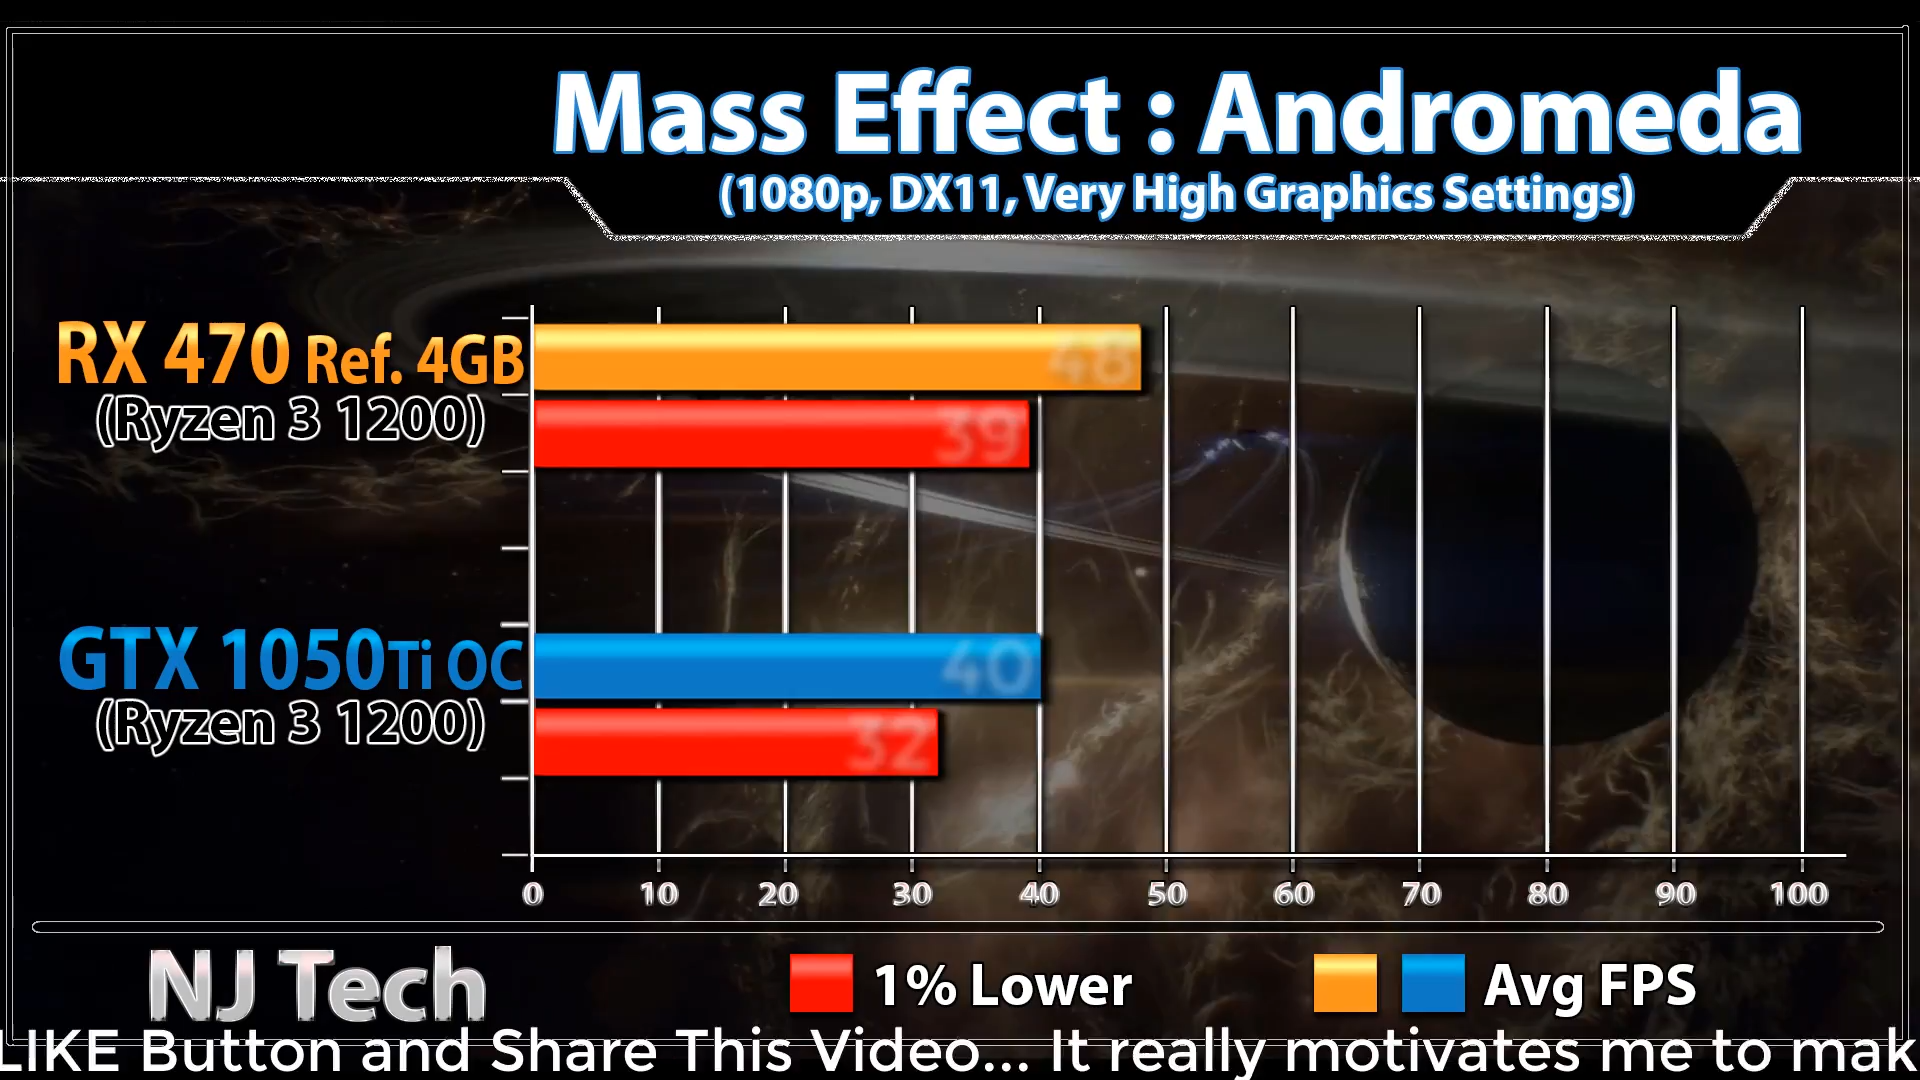 Mass Effect : Andromeda
(1080p, DX11, Very High Graphics Settings)
RX 470 Ref. 4GB
(Ryzen 3 1200)
48
39
GTX 1050Ti OC
(Ryzen 3 1200)
40
32
0 10 20 30 40 50 60 70 80 90 100
NJ Tech
1% Lower
Avg FPS
LIKE Button and Share This Video... It really motivates me to mak